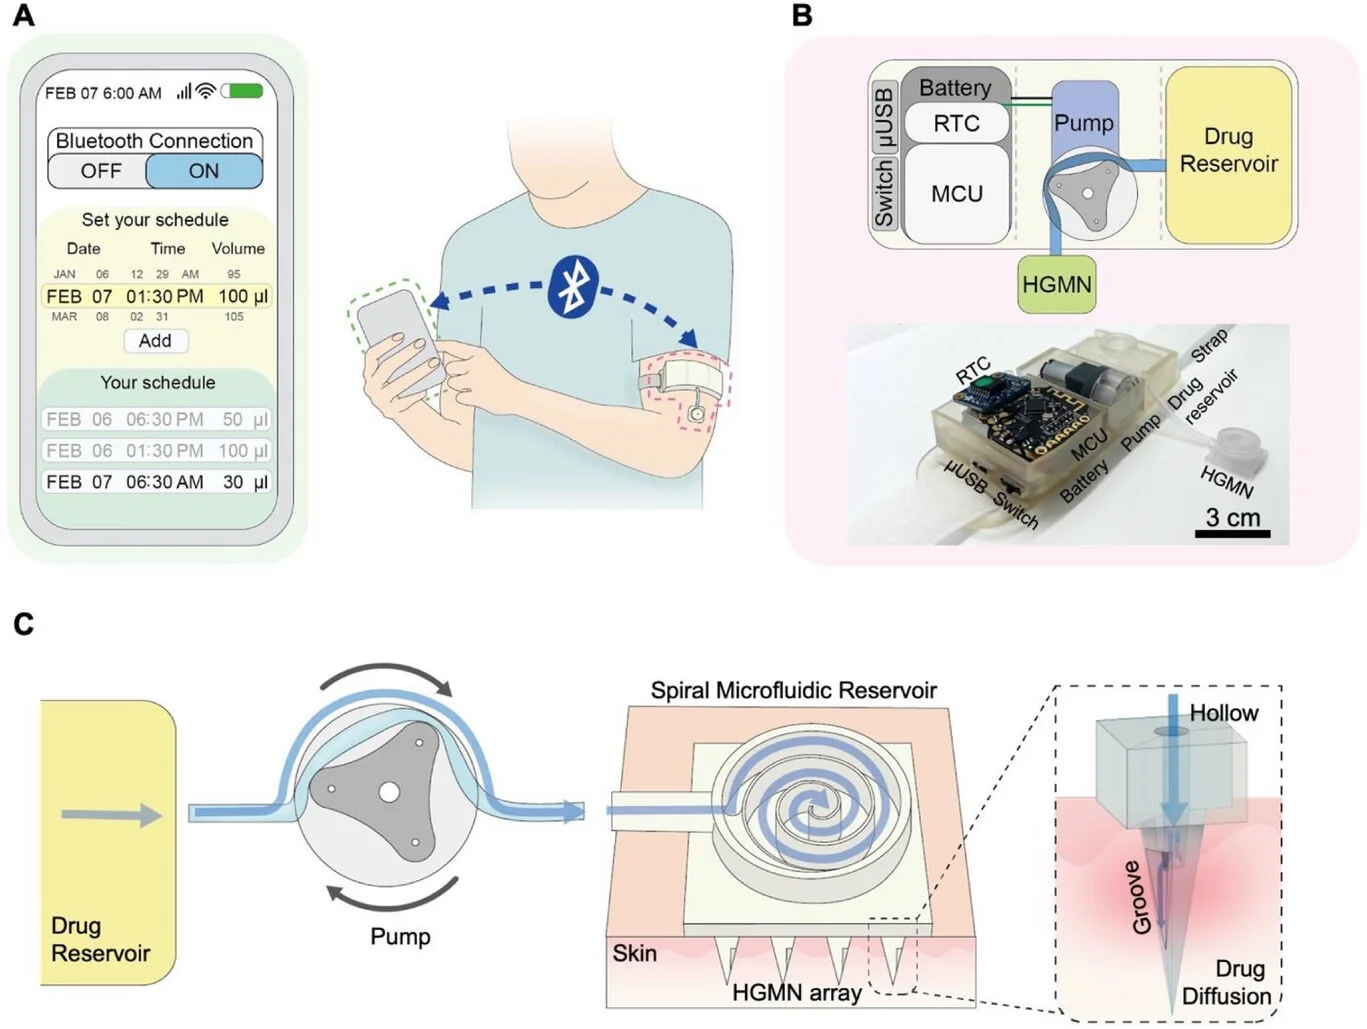 A
FEB 07 6:00 AM
Bluetooth Connection
OFF ON
Set your schedule
Date Time Volume
JAN 06 12 29 AM 95
FEB 07 01:30 PM 100 µl
MAR 08 02 31 105
Add
Your schedule
FEB 06 06:30 PM 50 µl
FEB 06 01:30 PM 100 µl
FEB 07 06:30 AM 30 µl
B
µUSB
Switch
Battery
RTC
MCU
Pump
Drug
Reservoir
HGMN
RTC
Strap
Drug
reservoir
Pump
MCU
Battery
µUSB
Switch
HGMN
3 cm
C
Drug
Reservoir
Pump
Spiral Microfluidic Reservoir
Skin
HGMN array
Hollow
Groove
Drug
Diffusion